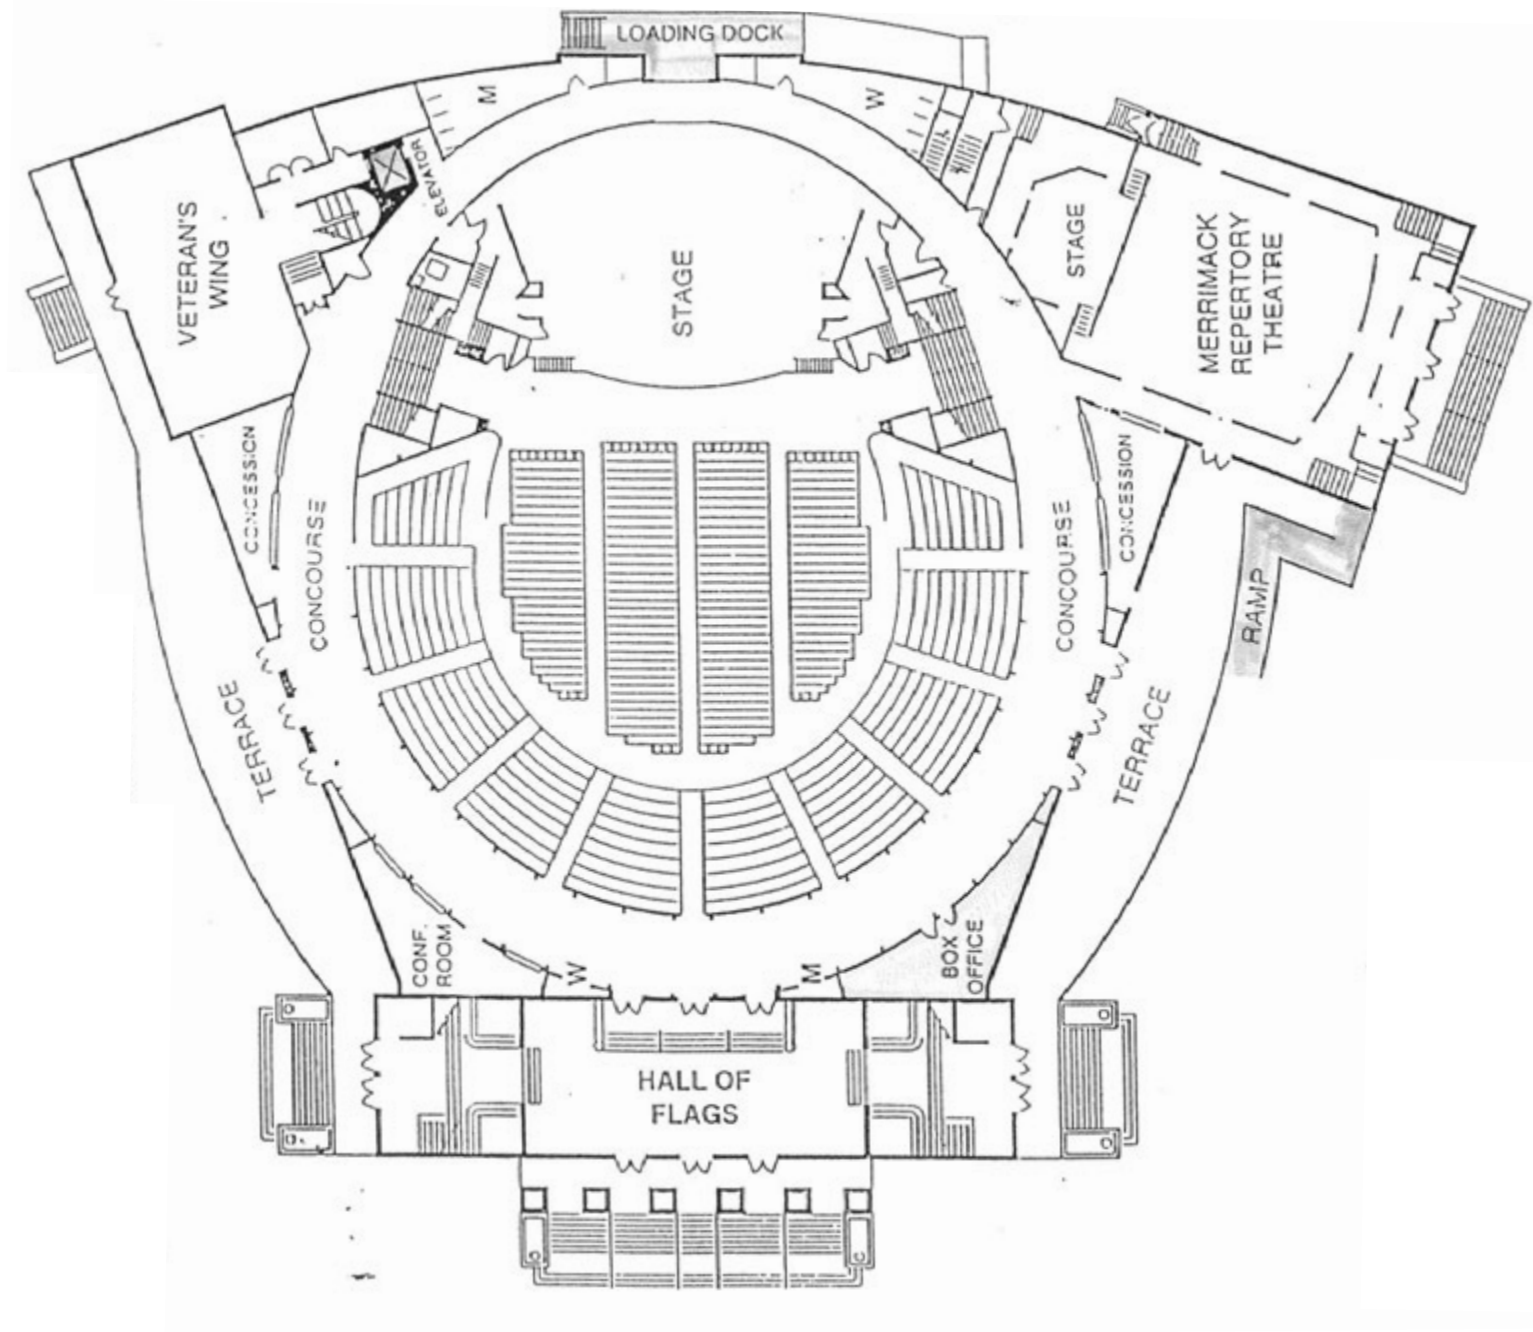 LOADING DOCK
M
W
ELEVATOR
VETERAN'S
WING
STAGE
STAGE
MERRIMACK
REPERTORY
THEATRE
CONCESSION
CONCOURSE
CONCOURSE
CONCESSION
RAMP
TERRACE
TERRACE
CONF.
ROOM
W
M
BOX
OFFICE
HALL OF
FLAGS